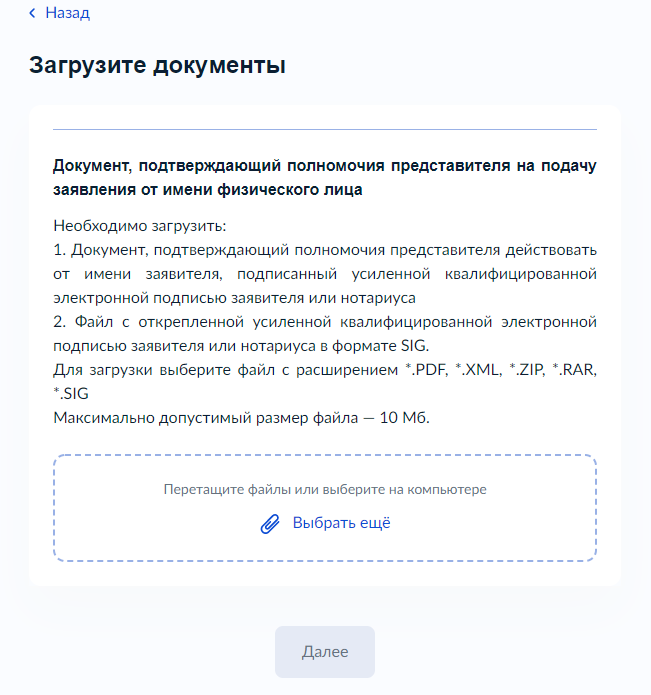 Назад
Загрузите документы
Документ, подтверждающий полномочия представителя на подачу
заявления от имени физического лица
Необходимо загрузить:
1. Документ, подтверждающий полномочия представителя действовать
от имени заявителя, подписанный усиленной квалифицированной
электронной подписью заявителя или нотариуса
2. Файл с открепленной усиленной квалифицированной электронной
подписью заявителя или нотариуса в формате SIG.
Для загрузки выберите файл с расширением *.PDF, *.XML, *.ZIP, *.RAR,
*.SIG
Максимально допустимый размер файла — 10 Мб.
Перетащите файлы или выберите на компьютере
Выбрать ещё
Далее